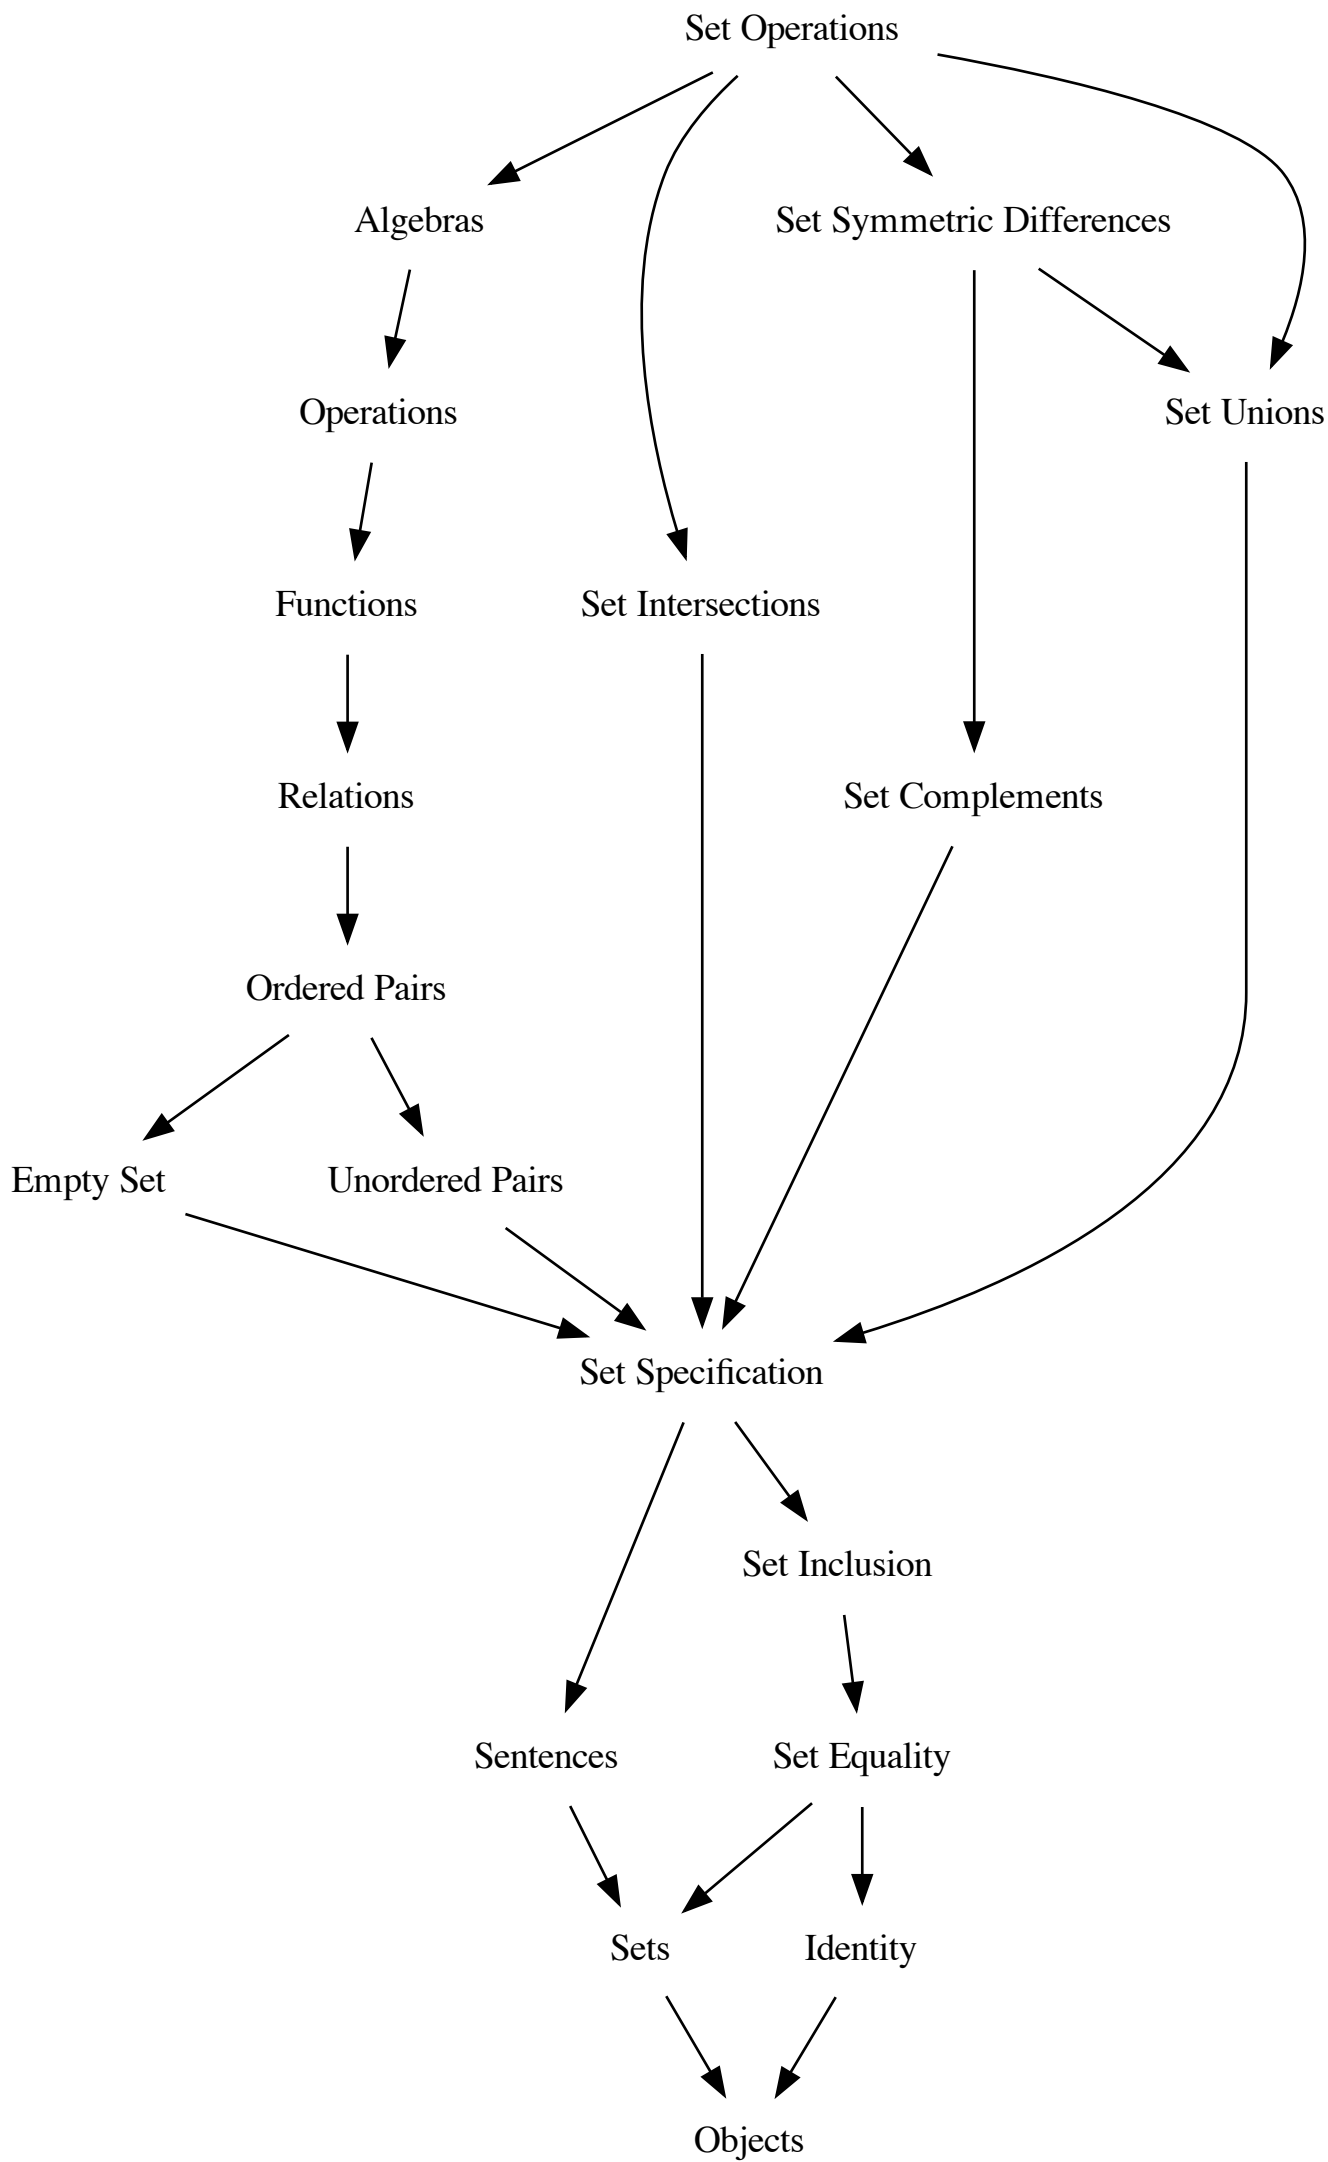 Set Operations
Algebras
Set Symmetric Differences
Operations
Set Unions
Functions
Set Intersections
Relations
Set Complements
Ordered Pairs
Empty Set
Unordered Pairs
Set Specification
Set Inclusion
Sentences
Set Equality
Sets
Identity
Objects